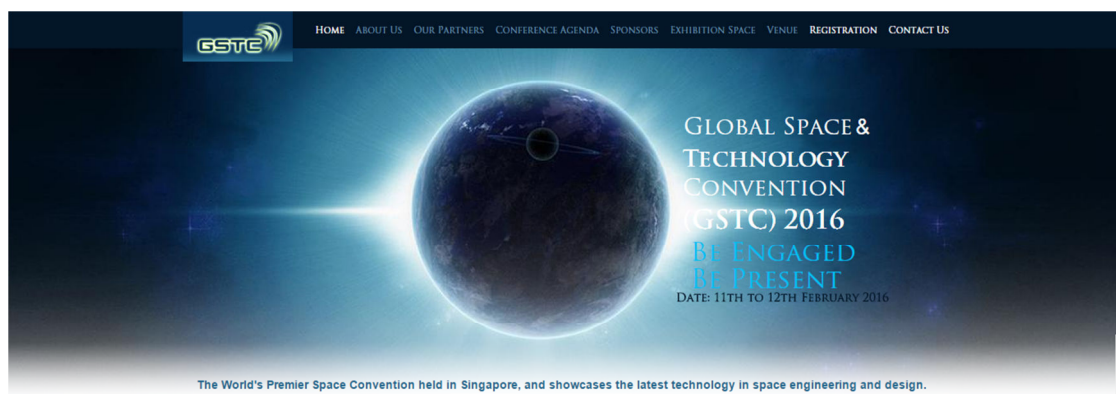 GSTC
Home About Us Our Partners Conference Agenda Sponsors Exhibition Space Venue Registration Contact Us
Global Space &
Technology
Convention
(GSTC) 2016
Be Engaged
Be Present
Date: 11th to 12th February 2016
The World's Premier Space Convention held in Singapore, and showcases the latest technology in space engineering and design.